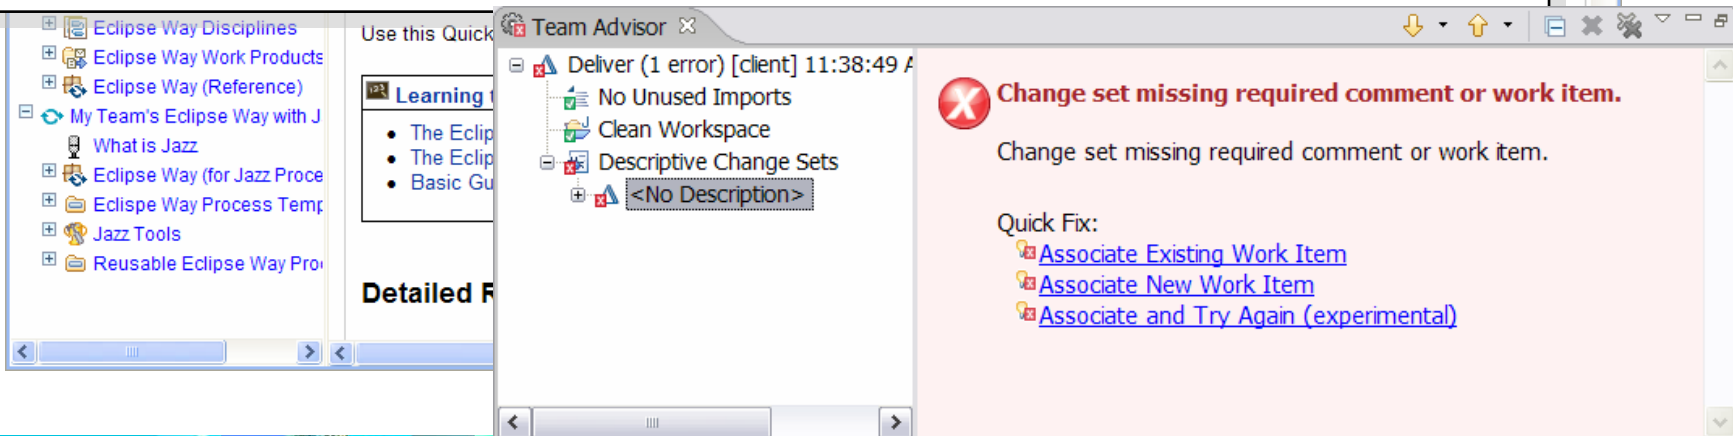 Eclipse Way Disciplines
Eclipse Way Work Products
Eclipse Way (Reference)
My Team's Eclipse Way with J
What is Jazz
Eclipse Way (for Jazz Proce
Eclispe Way Process Temp
Jazz Tools
Reusable Eclipse Way Pro
Use this Quick
Learning
The Eclip
The Eclip
Basic Gu
Detailed R
Team Advisor
Deliver (1 error) [client] 11:38:49 A
No Unused Imports
Clean Workspace
Descriptive Change Sets
<No Description>
Change set missing required comment or work item.
Change set missing required comment or work item.
Quick Fix:
Associate Existing Work Item
Associate New Work Item
Associate and Try Again (experimental)